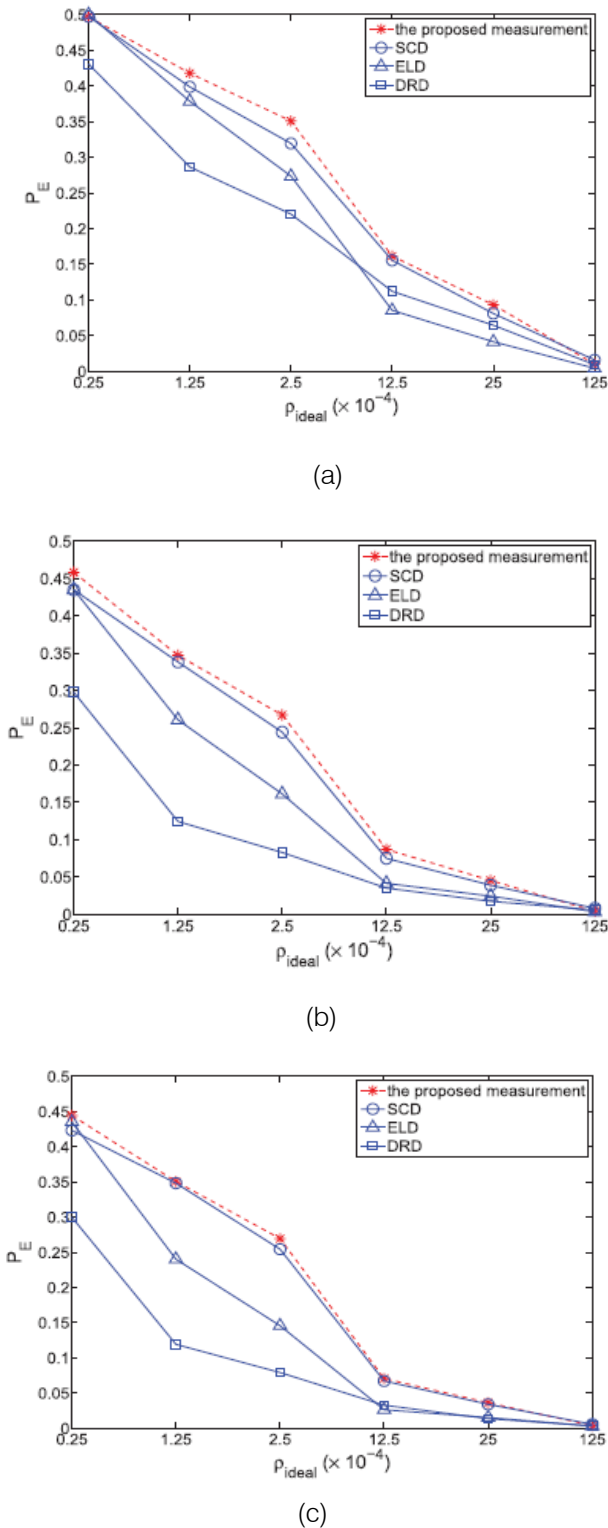 0.5
0.45
0.4
0.35
0.3
0.25
0.2
0.15
0.1
0.05
0
P_E
the proposed measurement
SCD
ELD
DRD
0.25 1.25 2.5 12.5 25 125
ρ_ideal (× 10⁻⁴)
(a)
0.5
0.45
0.4
0.35
0.3
0.25
0.2
0.15
0.1
0.05
0
P_E
the proposed measurement
SCD
ELD
DRD
0.25 1.25 2.5 12.5 25 125
ρ_ideal (× 10⁻⁴)
(b)
0.5
0.45
0.4
0.35
0.3
0.25
0.2
0.15
0.1
0.05
0
P_E
the proposed measurement
SCD
ELD
DRD
0.25 1.25 2.5 12.5 25 125
ρ_ideal (× 10⁻⁴)
(c)